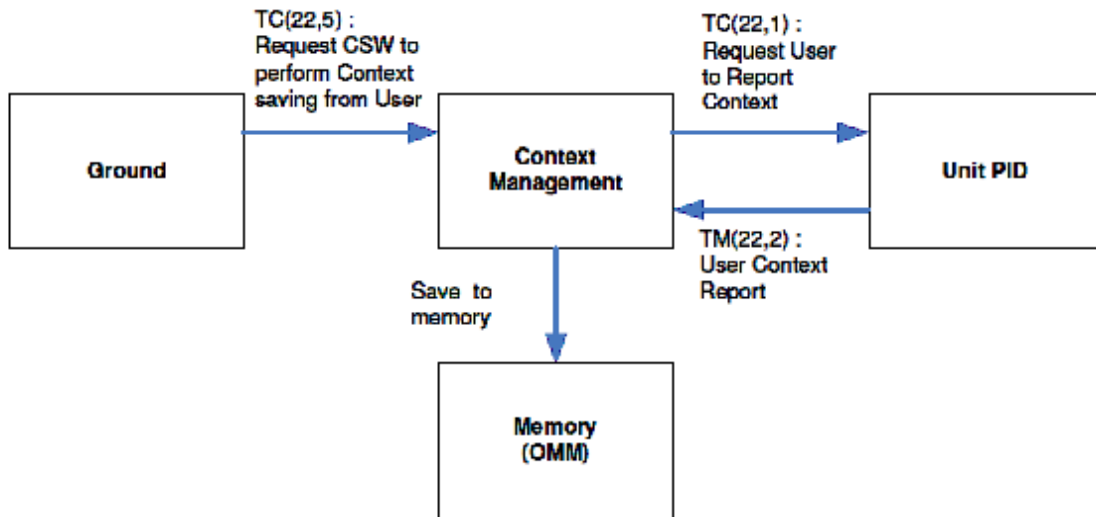 TC(22,5) :
Request CSW to
perform Context
saving from User
TC(22,1) :
Request User
to Report
Context
Ground
Context
Management
Unit PID
TM(22,2) :
User Context
Report
Save to
memory
Memory
(OMM)